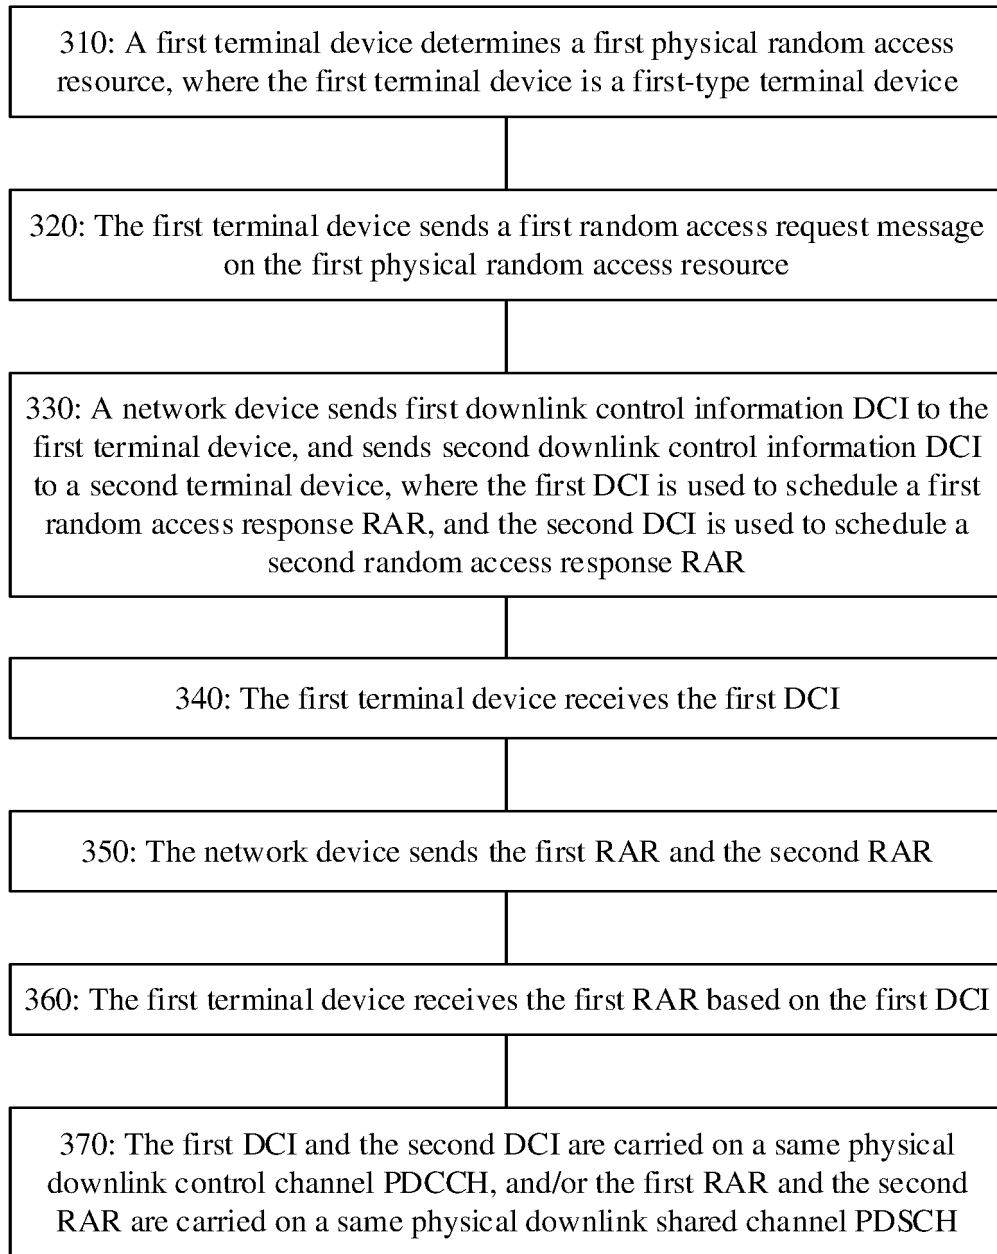 310: A first terminal device determines a first physical random access
resource, where the first terminal device is a first-type terminal device
320: The first terminal device sends a first random access request message
on the first physical random access resource
330: A network device sends first downlink control information DCI to the
first terminal device, and sends second downlink control information DCI
to a second terminal device, where the first DCI is used to schedule a first
random access response RAR, and the second DCI is used to schedule a
second random access response RAR
340: The first terminal device receives the first DCI
350: The network device sends the first RAR and the second RAR
360: The first terminal device receives the first RAR based on the first DCI
370: The first DCI and the second DCI are carried on a same physical
downlink control channel PDCCH, and/or the first RAR and the second
RAR are carried on a same physical downlink shared channel PDSCH